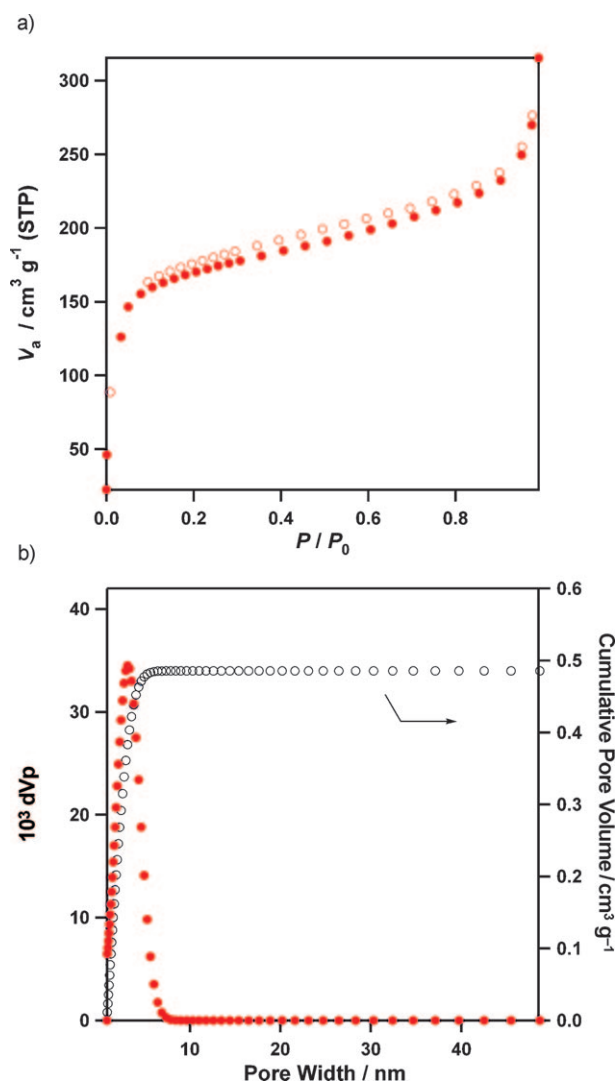 a)
300
250
200
150
100
50
Va / cm3 g-1 (STP)
0.0 0.2 0.4 0.6 0.8
P / P0
b)
40
30
20
10
0
10³ dVp
0.6
0.5
0.4
0.3
0.2
0.1
0.0
Cumulative Pore Volume /cm³ g⁻¹
10 20 30 40
Pore Width / nm